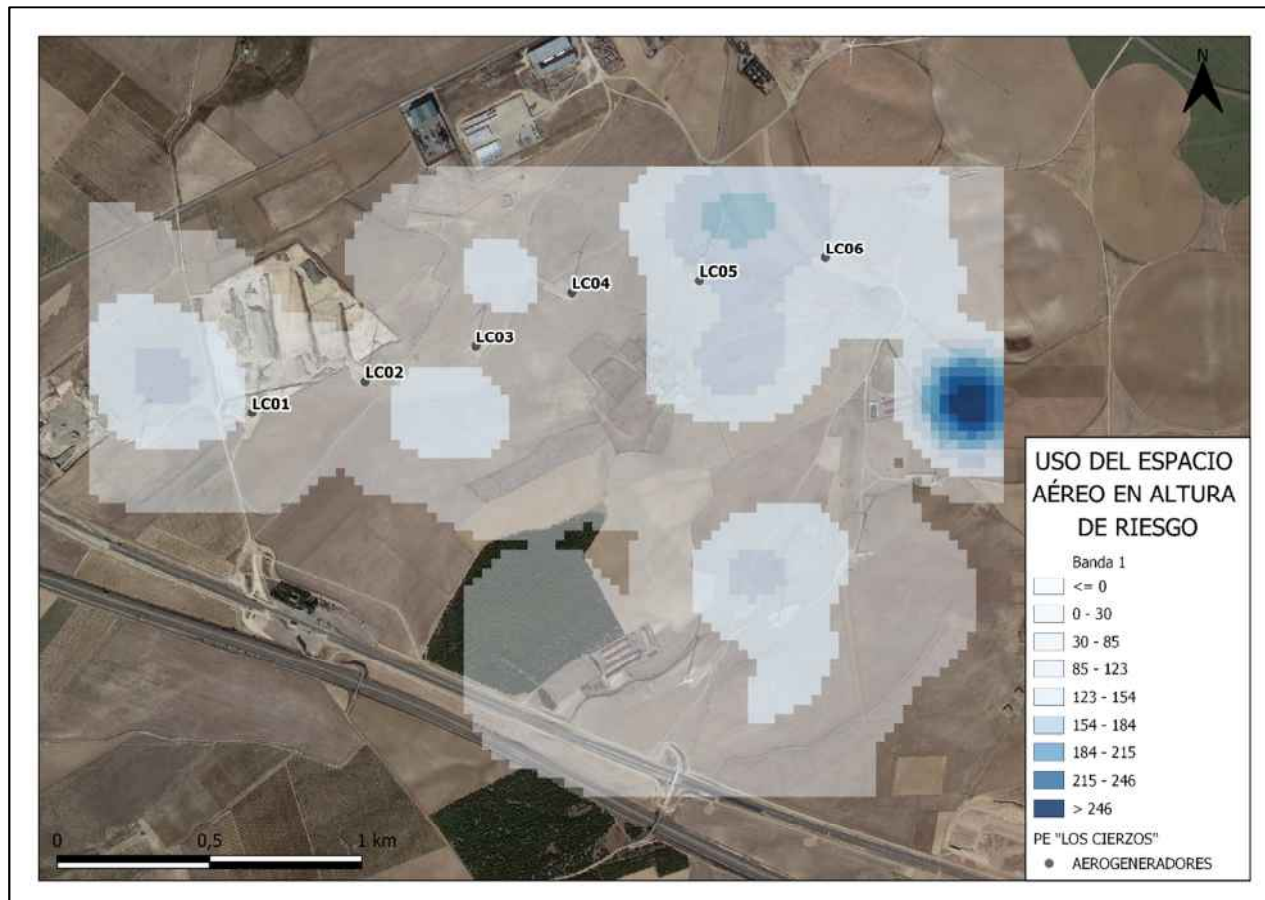 N
LC06
LC05
LC04
LC03
LC02
LC01
USO DEL ESPACIO
AÉREO EN ALTURA
DE RIESGO
Banda 1
<= 0
0 - 30
30 - 85
85 - 123
123 - 154
154 - 184
184 - 215
215 - 246
> 246
PE "LOS CIERZOS"
AEROGENERADORES
0 0,5 1 km